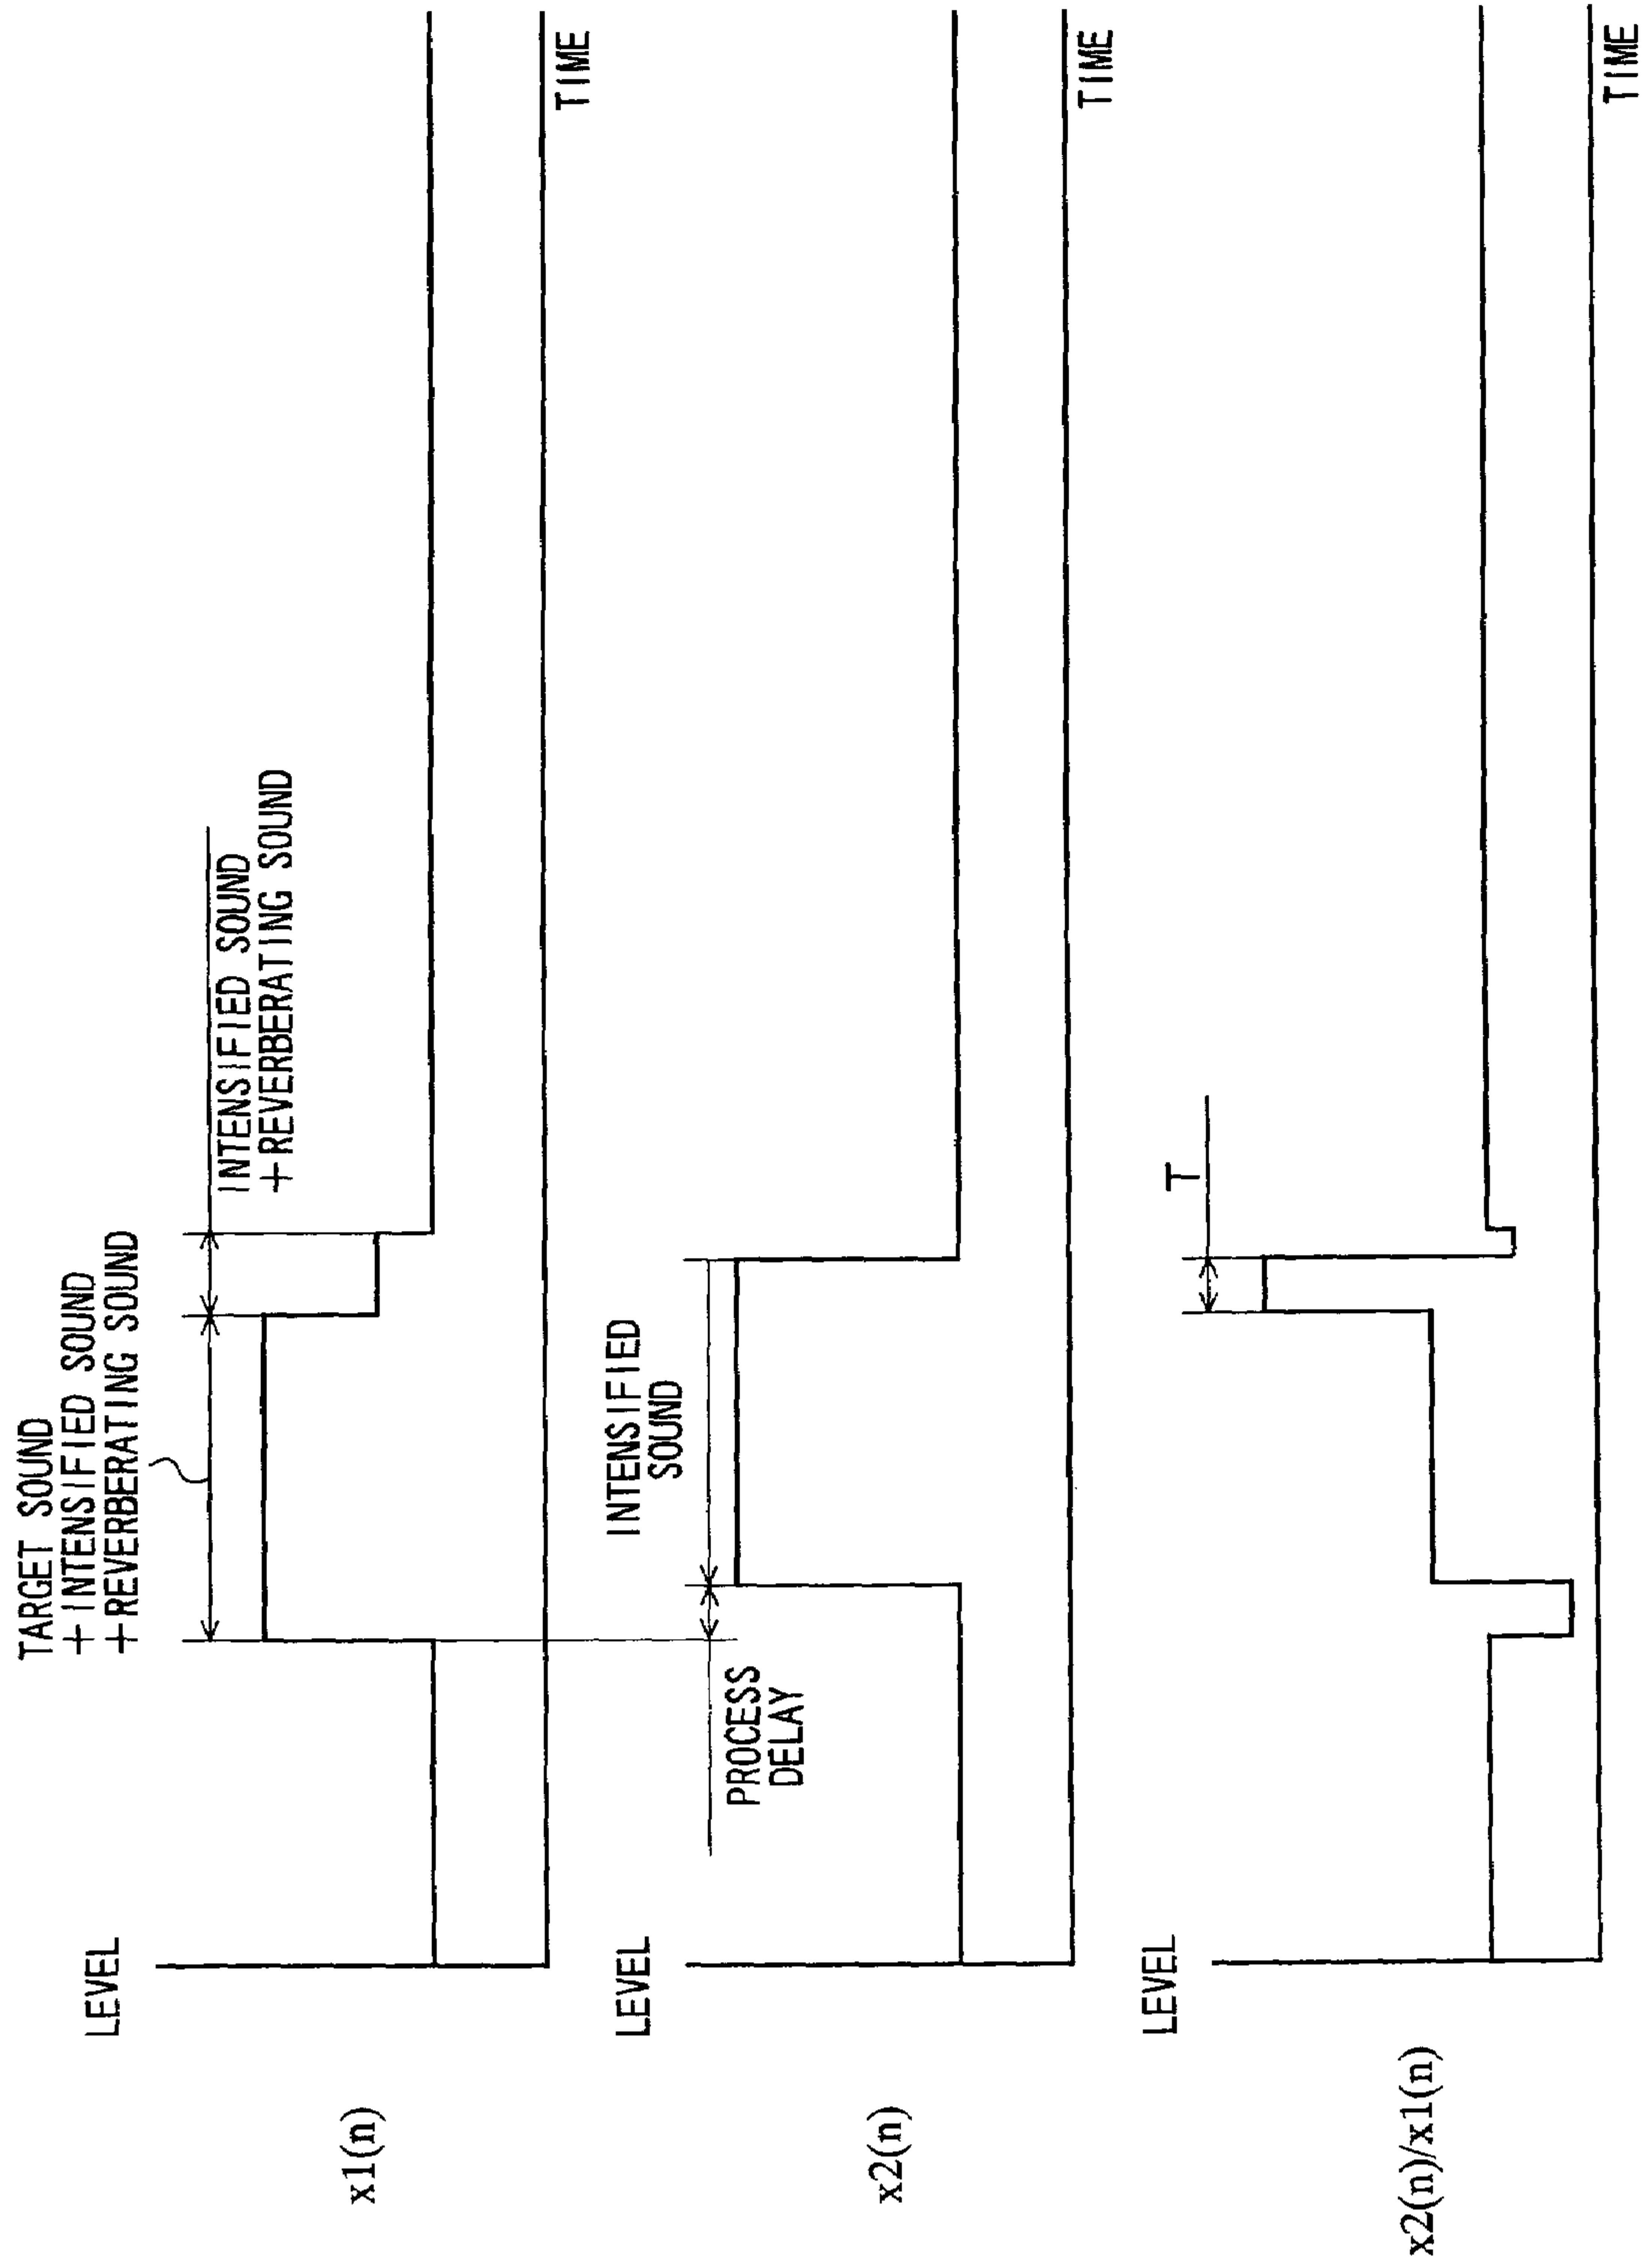 x1(n)
LEVEL
TARGET SOUND
+INTENSIFIED SOUND
+REVERBERATING SOUND
INTENSIFIED SOUND
+REVERBERATING SOUND
TIME
x2(n)
LEVEL
PROCESS
DELAY
INTENSIFIED
SOUND
TIME
x2(n)/x1(n)
LEVEL
T
TIME